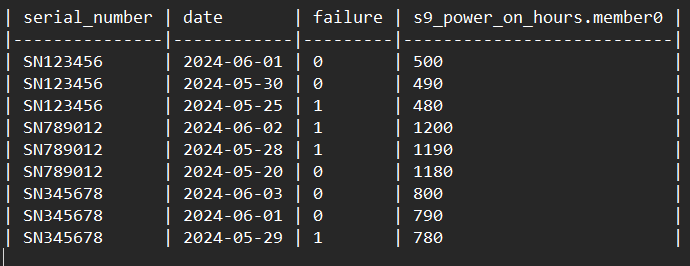 | serial_number | date       | failure | s9_power_on_hours.member0 |
|---------------|------------|---------|---------------------------|
| SN123456      | 2024-06-01 | 0       | 500                       |
| SN123456      | 2024-05-30 | 0       | 490                       |
| SN123456      | 2024-05-25 | 1       | 480                       |
| SN789012      | 2024-06-02 | 1       | 1200                      |
| SN789012      | 2024-05-28 | 1       | 1190                      |
| SN789012      | 2024-05-20 | 0       | 1180                      |
| SN345678      | 2024-06-03 | 0       | 800                       |
| SN345678      | 2024-06-01 | 0       | 790                       |
| SN345678      | 2024-05-29 | 1       | 780                       |